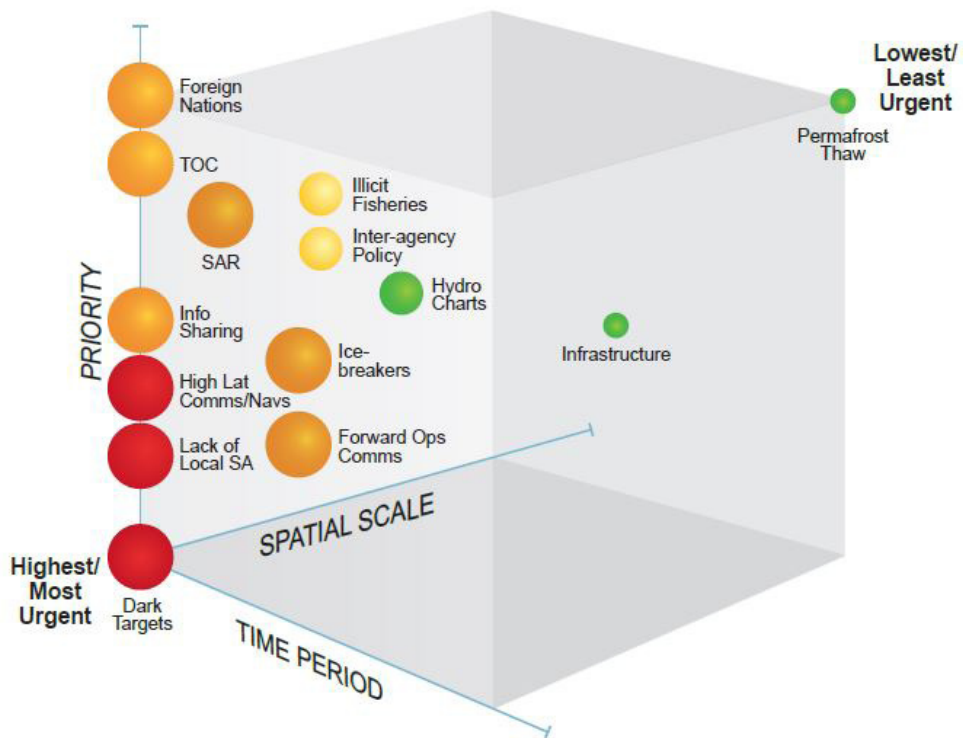 Lowest/
Least
Urgent
Foreign
Nations
Permafrost
Thaw
TOC
Illicit
Fisheries
SAR
Inter-agency
Policy
Hydro
Charts
PRIORITY
Info
Sharing
Ice-
breakers
Infrastructure
High Lat
Comms/Navs
Forward Ops
Comms
Lack of
Local SA
SPATIAL SCALE
Highest/
Most
Urgent
Dark
Targets
TIME PERIOD